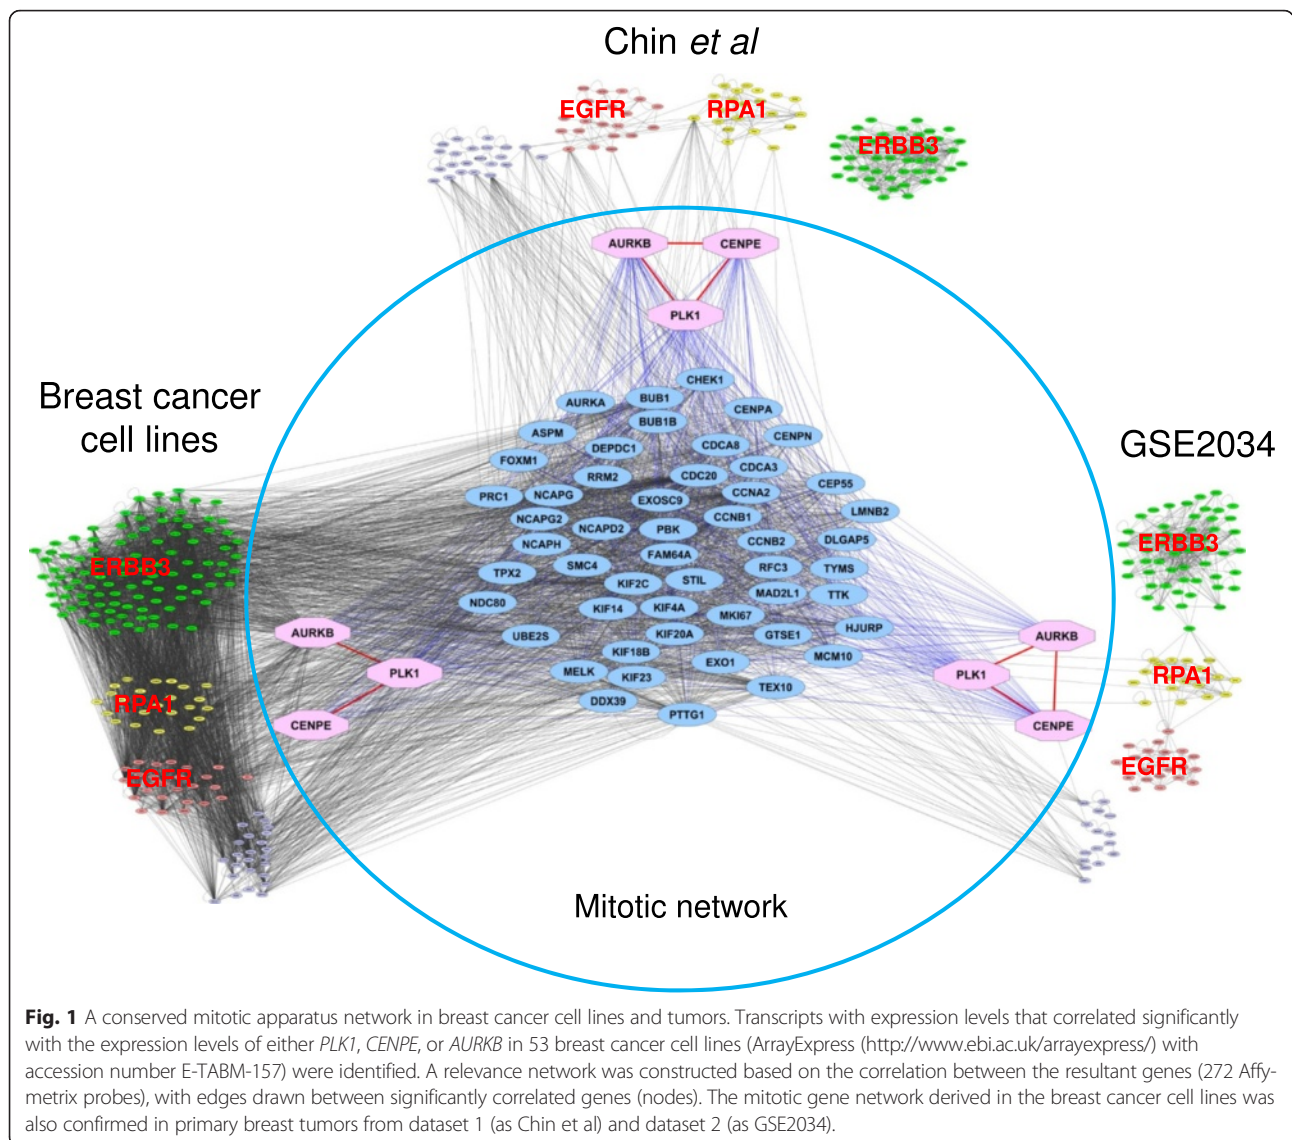 Chin et al
EGFR
RPA1
ERBB3
AURKB
CENPE
PLK1
Breast cancer
cell lines
GSE2034
CHEK1
AURKA
BUB1
CENPA
BUB1B
ASPM
CENPN
DEPDC1
CDCA8
FOXM1
CDCA3
RRM2
CDC20
CEP55
PRC1
NCAPG
EXOSC9
CCNA2
LMNB2
NCAPG2
NCAPD2
PBK
CCNB1
NCAPH
CCNB2
DLGAP5
FAM64A
TPX2
SMC4
RFC3
TYMS
KIF2C
STIL
MAD2L1
TTK
NDC80
KIF14
KIF4A
MKI67
UBE2S
KIF20A
GTSE1
HJURP
KIF18B
MCM10
MELK
KIF23
EXO1
TEX10
DDX39
PTTG1
ERBB3
RPA1
EGFR
AURKB
PLK1
CENPE
ERBB3
RPA1
EGFR
AURKB
PLK1
CENPE
Mitotic network
Fig. 1 A conserved mitotic apparatus network in breast cancer cell lines and tumors. Transcripts with expression levels that correlated significantly
with the expression levels of either PLK1, CENPE, or AURKB in 53 breast cancer cell lines (ArrayExpress (http://www.ebi.ac.uk/arrayexpress/) with
accession number E-TABM-157) were identified. A relevance network was constructed based on the correlation between the resultant genes (272 Affy-
metrix probes), with edges drawn between significantly correlated genes (nodes). The mitotic gene network derived in the breast cancer cell lines was
also confirmed in primary breast tumors from dataset 1 (as Chin et al) and dataset 2 (as GSE2034).